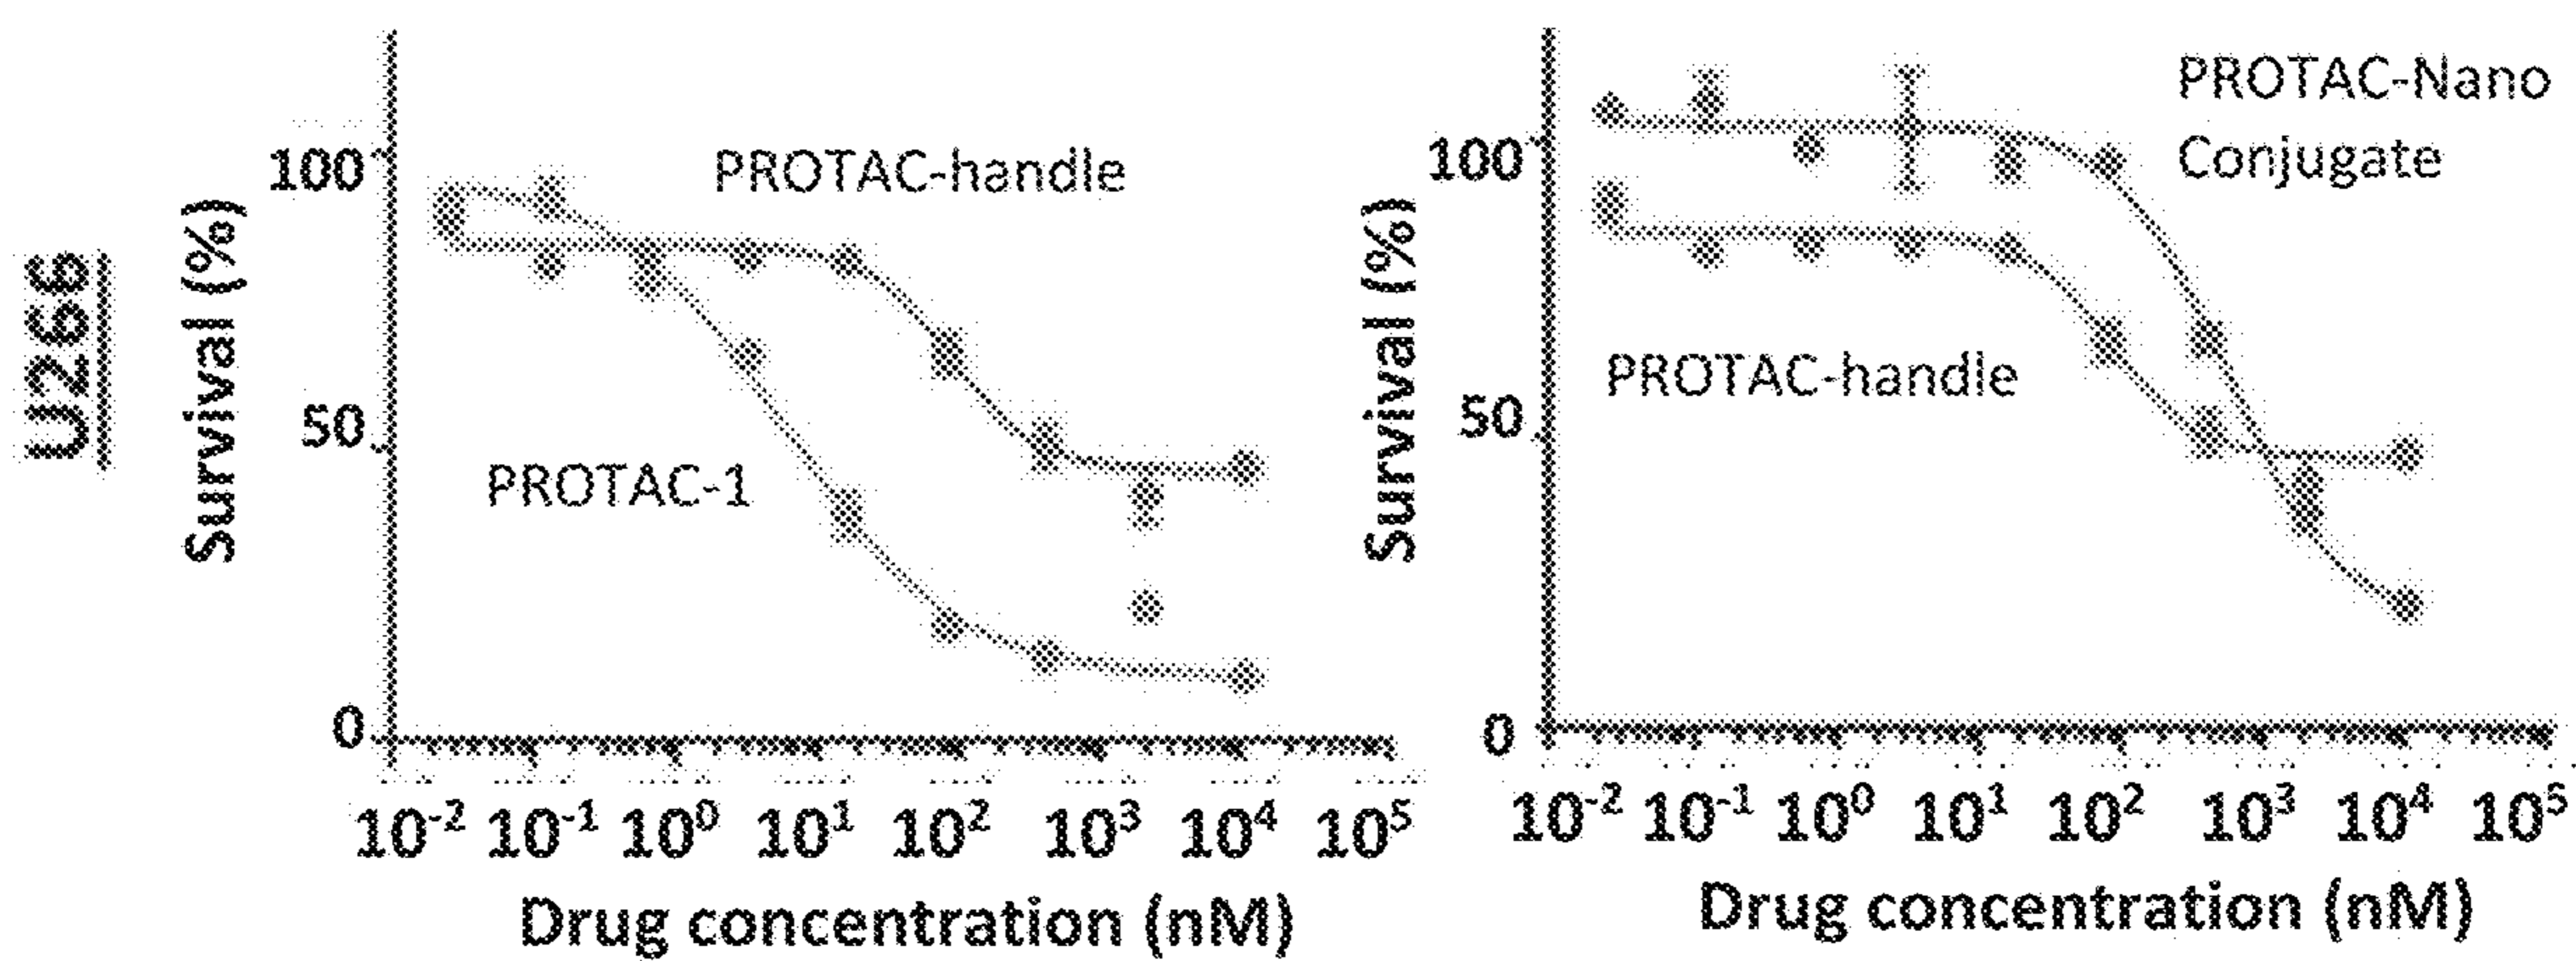 U266
Survival (%)
100
50
0
PROTAC-handle
PROTAC-1
10⁻² 10⁻¹ 10⁰ 10¹ 10² 10³ 10⁴ 10⁵
Drug concentration (nM)
Survival (%)
100
50
0
PROTAC-Nano
Conjugate
PROTAC-handle
10⁻² 10⁻¹ 10⁰ 10¹ 10² 10³ 10⁴ 10⁵
Drug concentration (nM)